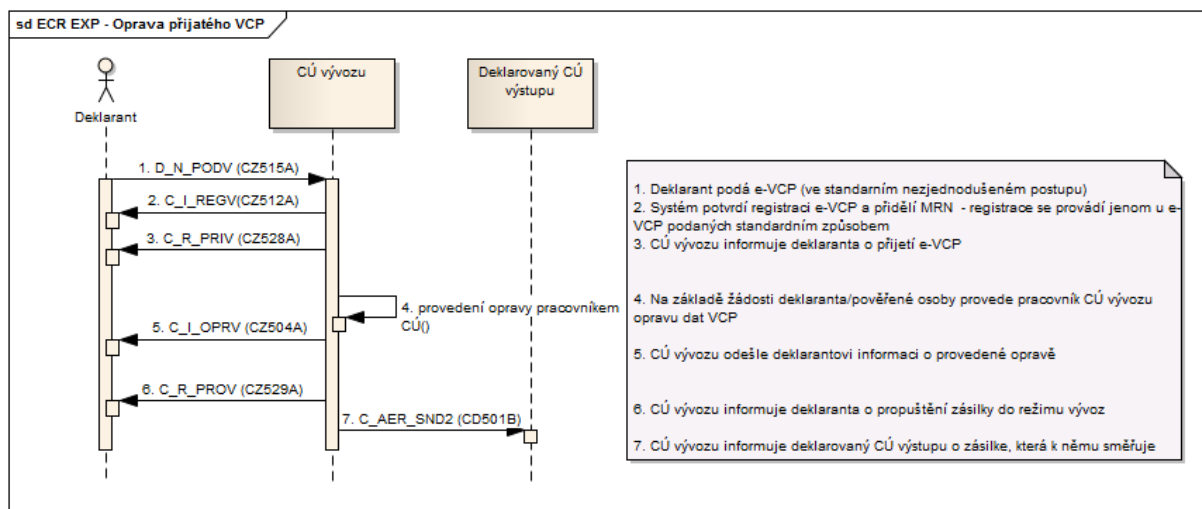 sd ECR EXP - Oprava přijatého VCP
Deklarant
CÚ vývozu
Deklarovaný CÚ
výstupu
1. D_N_PODV (CZ515A)
2. C_I_REGV(CZ512A)
3. C_R_PRIV (CZ528A)
4. provedení opravy pracovníkem
CÚ()
5. C_I_OPRV (CZ504A)
6. C_R_PROV (CZ529A)
7. C_AER_SND2 (CD501B)
1. Deklarant podá e-VCP (ve standarním nezjednodušeném postupu)
2. Systém potvrdí registraci e-VCP a přidělí MRN  - registrace se provádí jenom u e-
VCP podaných standardním způsobem
3. CÚ vývozu informuje deklaranta o přijetí e-VCP
4. Na základě žádosti deklaranta/pověřené osoby provede pracovník CÚ vývozu
opravu dat VCP
5. CÚ vývozu odešle deklarantovi informaci o provedené opravě
6. CÚ vývozu informuje deklaranta o propuštění zásilky do režimu vývoz
7. CÚ vývozu informuje deklarovaný CÚ výstupu o zásilke, která k němu směřuje